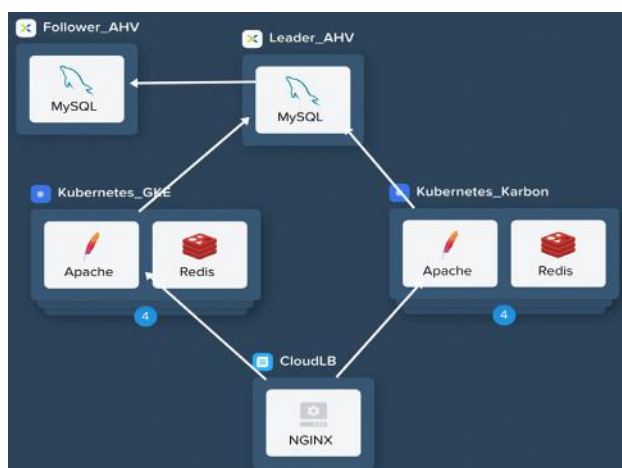 Follower_AHV
Leader_AHV
MySQL
MySQL
Kubernetes_GKE
Kubernetes_Karbon
Apache
Redis
Apache
Redis
4
4
CloudLB
NGINX